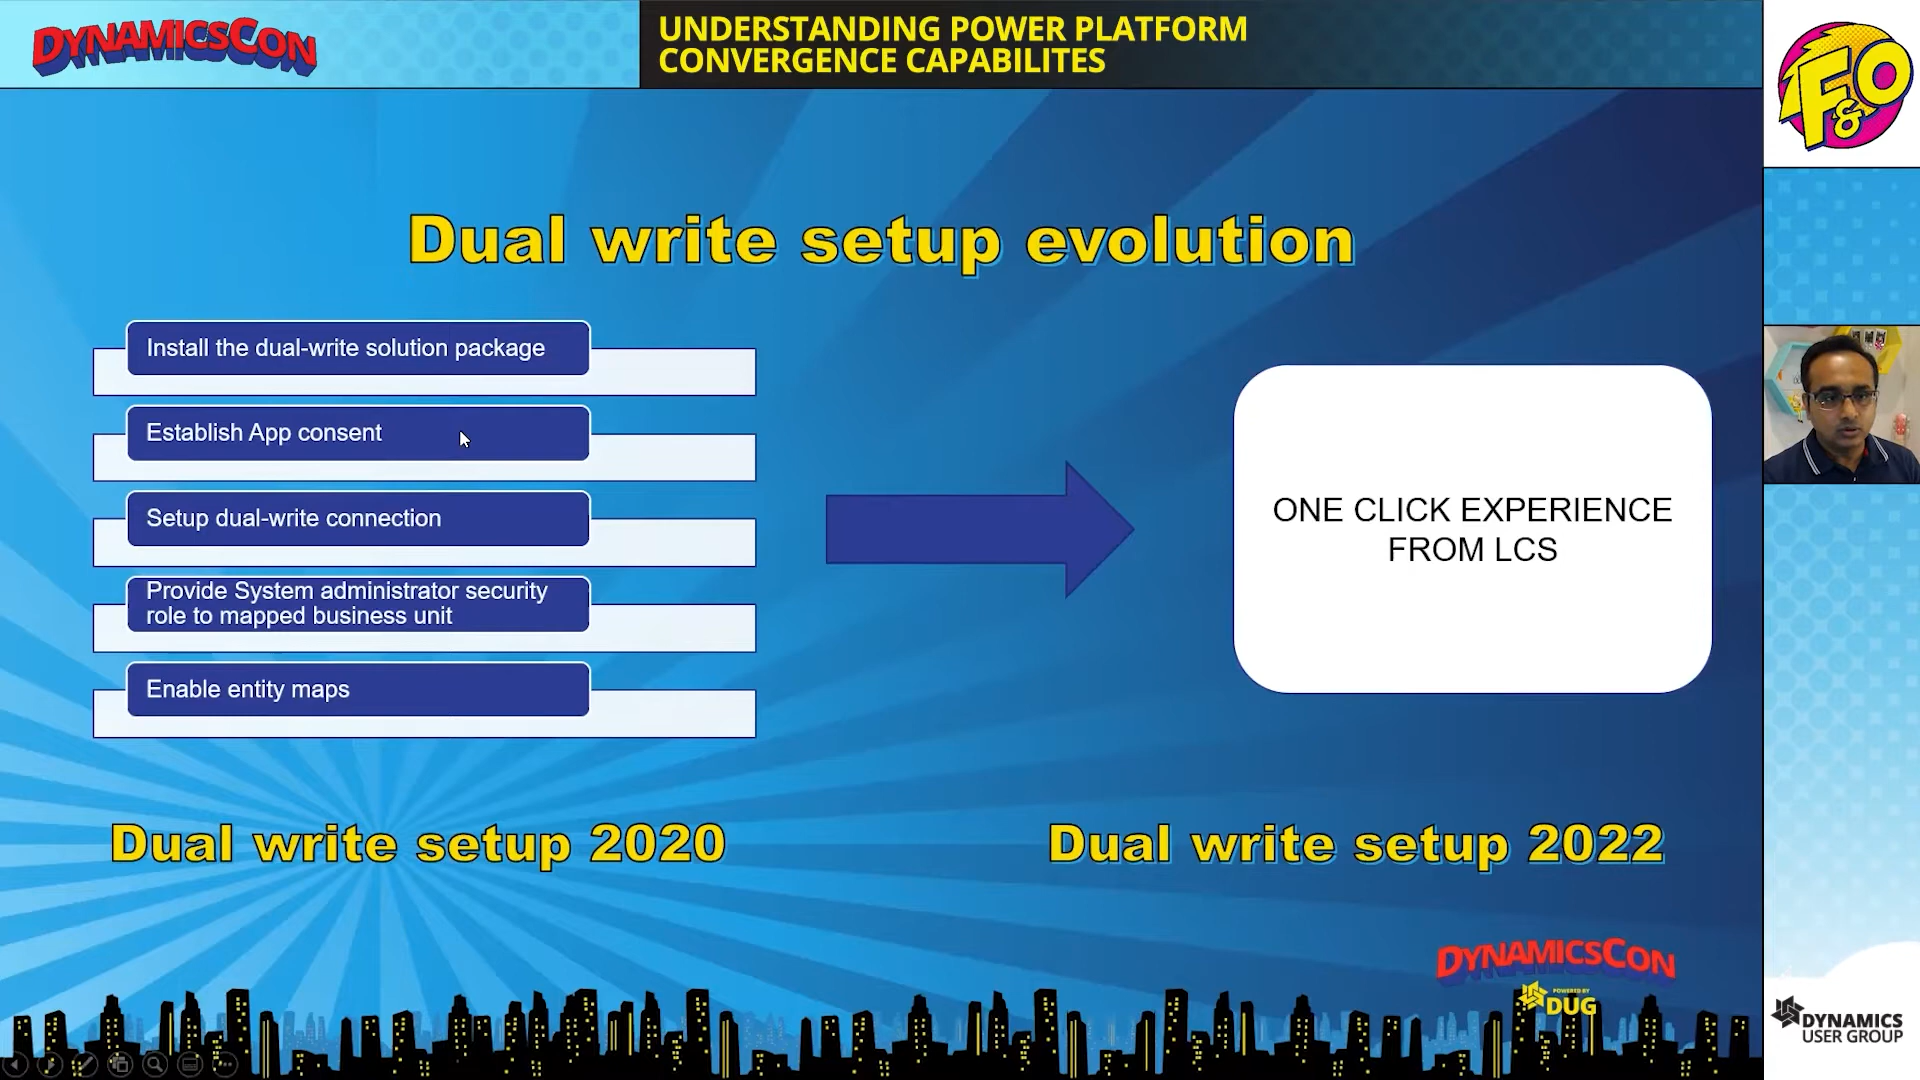 DYNAMICSCON
UNDERSTANDING POWER PLATFORM
CONVERGENCE CAPABILITES
F&O
Dual write setup evolution
Install the dual-write solution package
Establish App consent
Setup dual-write connection
Provide System administrator security
role to mapped business unit
Enable entity maps
ONE CLICK EXPERIENCE
FROM LCS
Dual write setup 2020
Dual write setup 2022
DYNAMICSCON
POWERED BY
DUG
DYNAMICS
USER GROUP